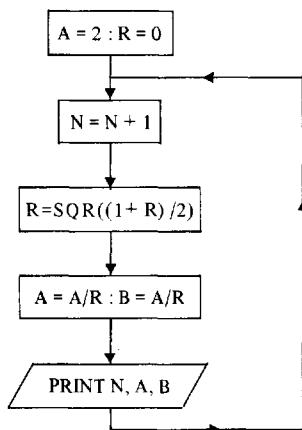 A = 2 : R = 0
N = N + 1
R=SQR((1 + R) /2)
A = A/R : B = A/R
PRINT N, A, B